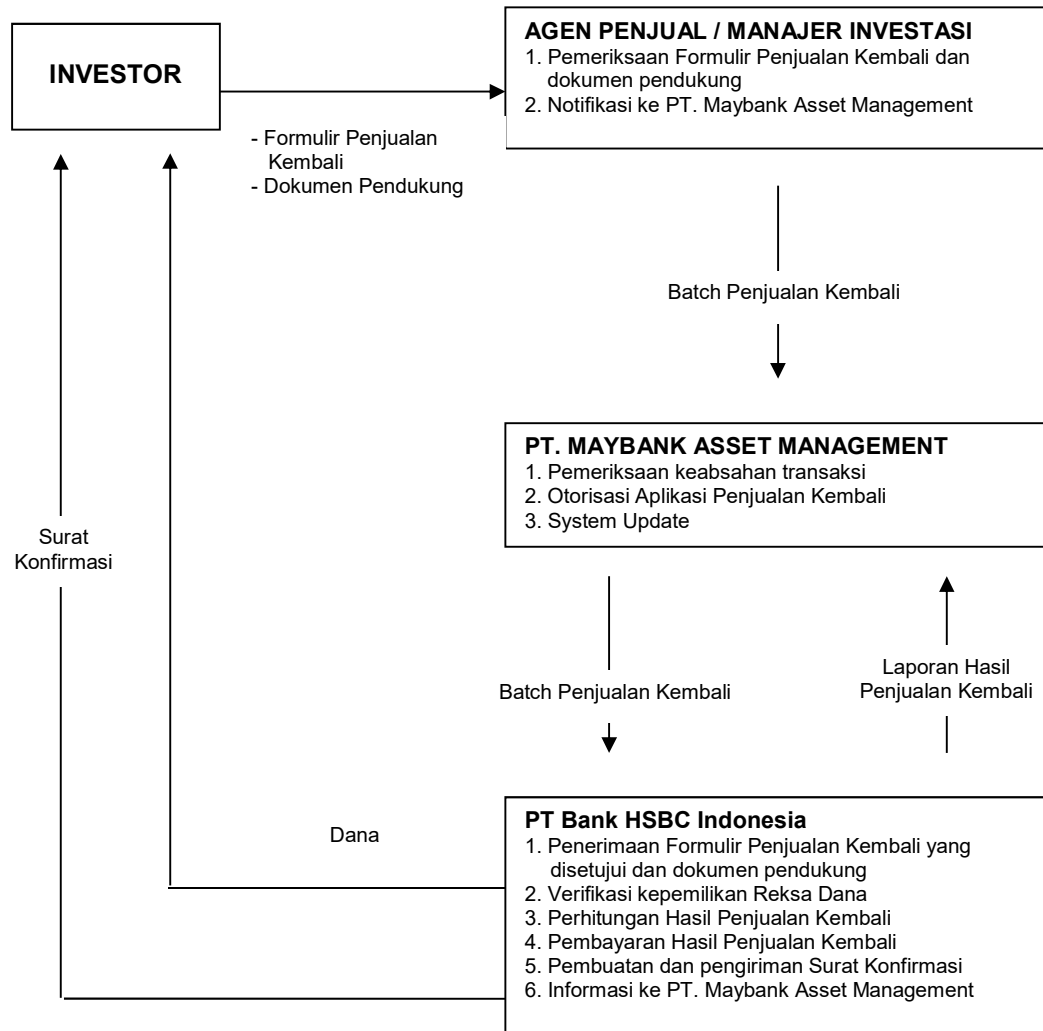 INVESTOR
AGEN PENJUAL / MANAJER INVESTASI
1. Pemeriksaan Formulir Penjualan Kembali dan
dokumen pendukung
2. Notifikasi ke PT. Maybank Asset Management
- Formulir Penjualan
Kembali
- Dokumen Pendukung
Batch Penjualan Kembali
PT. MAYBANK ASSET MANAGEMENT
1. Pemeriksaan keabsahan transaksi
2. Otorisasi Aplikasi Penjualan Kembali
3. System Update
Surat
Konfirmasi
Batch Penjualan Kembali
Laporan Hasil
Penjualan Kembali
Dana
PT Bank HSBC Indonesia
1. Penerimaan Formulir Penjualan Kembali yang
disetujui dan dokumen pendukung
2. Verifikasi kepemilikan Reksa Dana
3. Perhitungan Hasil Penjualan Kembali
4. Pembayaran Hasil Penjualan Kembali
5. Pembuatan dan pengiriman Surat Konfirmasi
6. Informasi ke PT. Maybank Asset Management